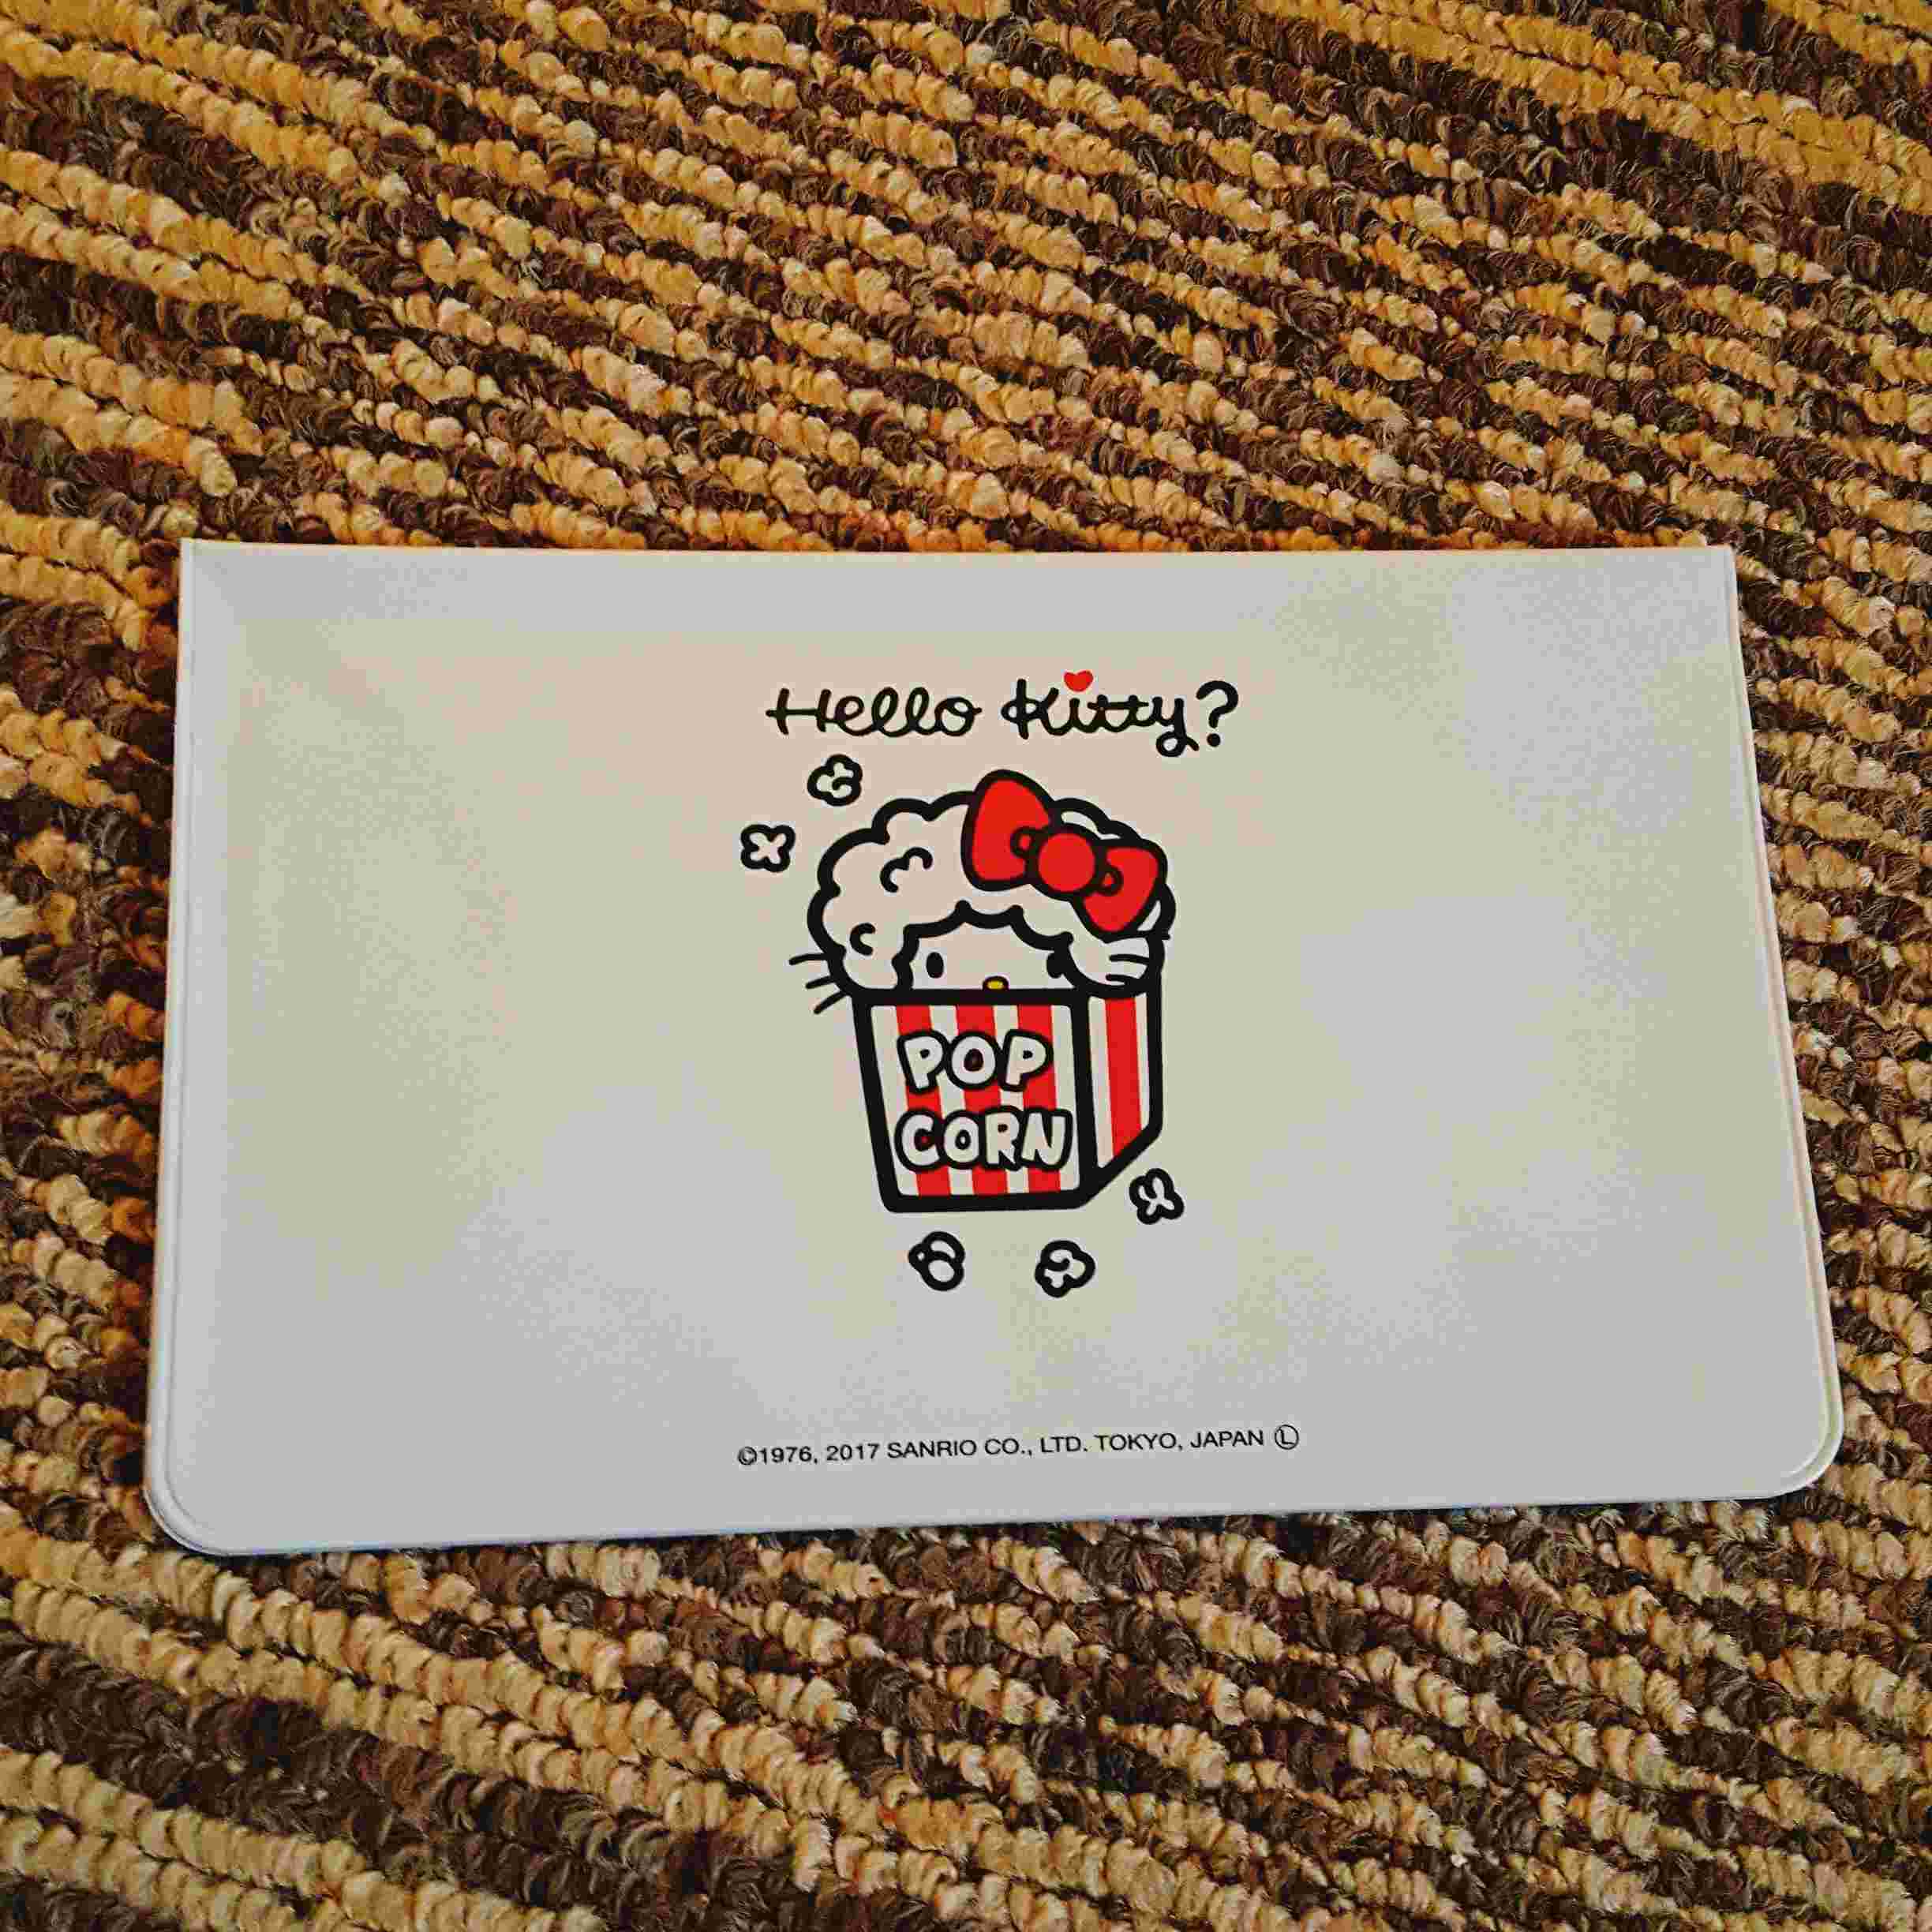 Hello Kitty?
POP
CORN
©1976, 2017 SANRIO CO., LTD. TOKYO, JAPAN Ⓛ